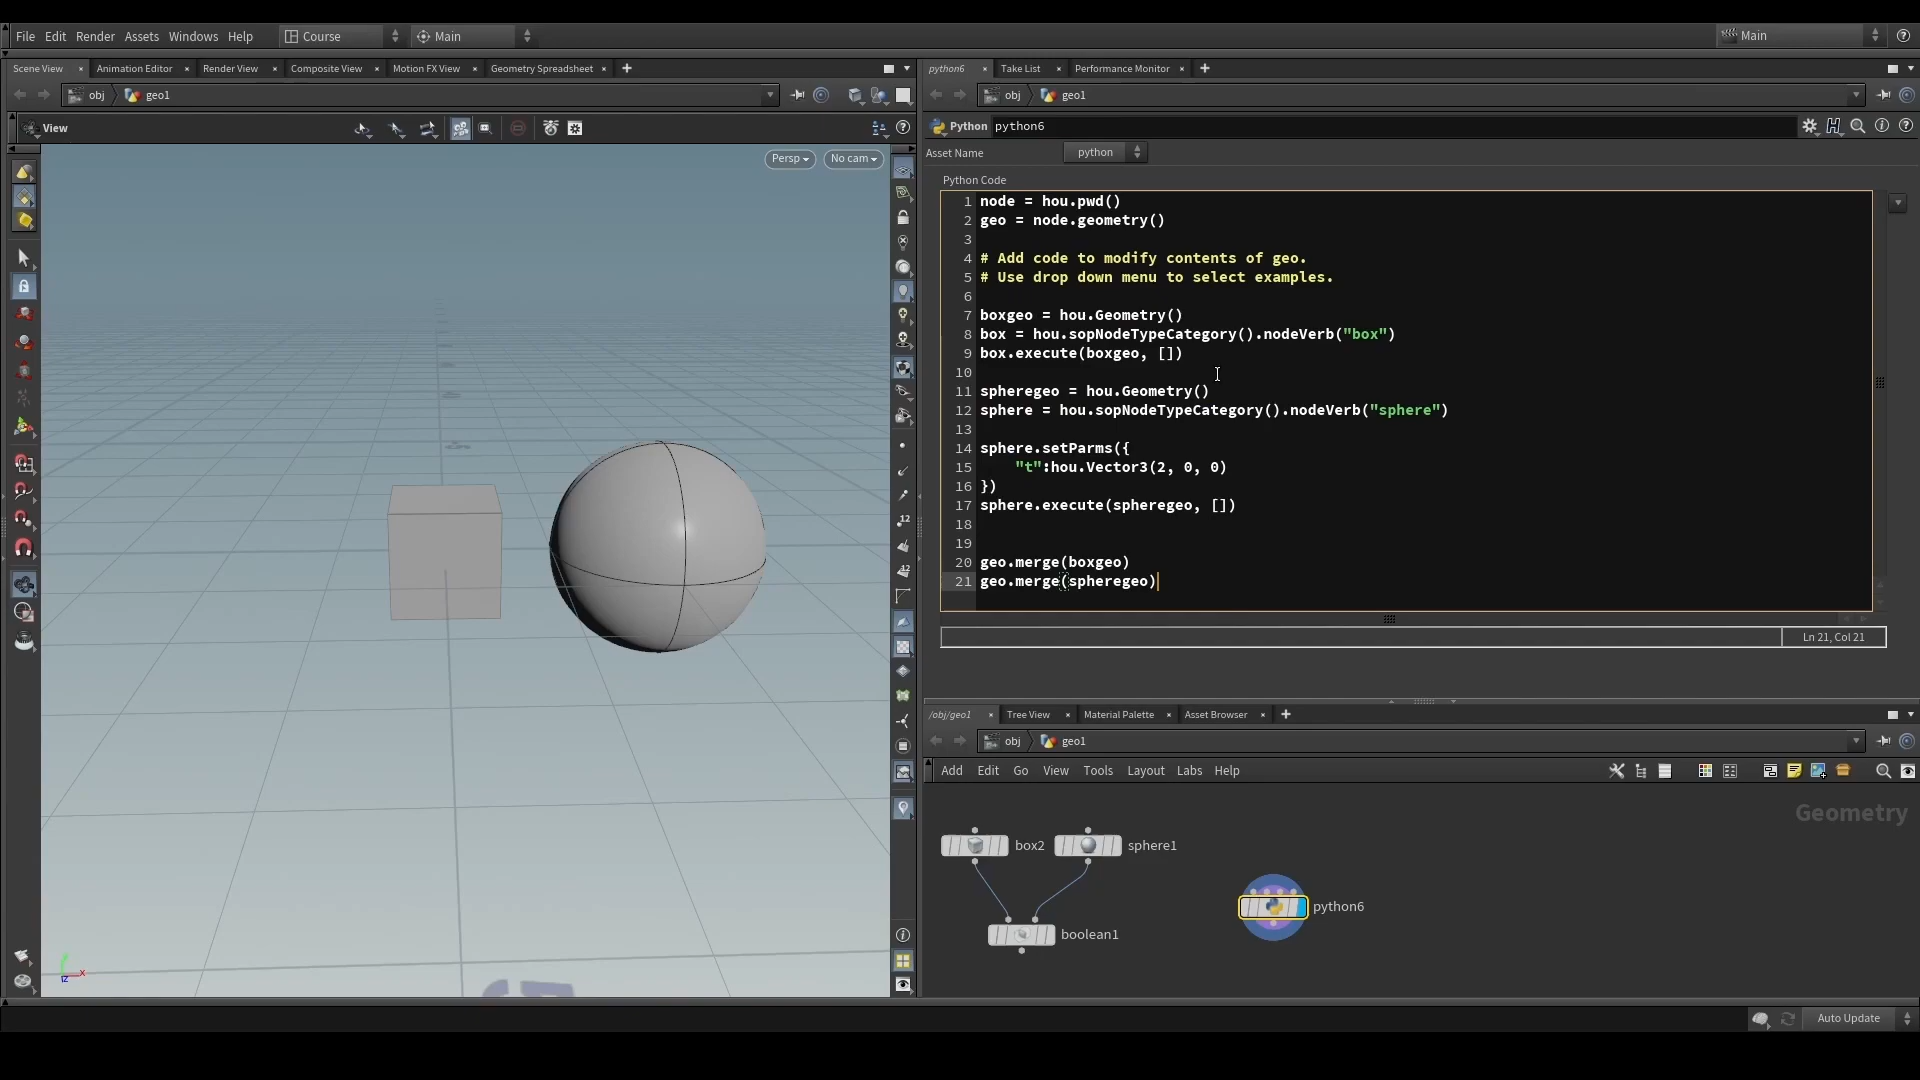 File Edit Render Assets Windows Help Course Main Main
Scene View Animation Editor Render View Composite View Motion FX View Geometry Spreadsheet
obj geo1
View
Persp No cam
12
12
python6 Take List Performance Monitor
obj geo1
Python python6
Asset Name python
Python Code
1 node = hou.pwd()
2 geo = node.geometry()
3
4 # Add code to modify contents of geo.
5 # Use drop down menu to select examples.
6
7 boxgeo = hou.Geometry()
8 box = hou.sopNodeTypeCategory().nodeVerb("box")
9 box.execute(boxgeo, [])
10
11 spheregeo = hou.Geometry()
12 sphere = hou.sopNodeTypeCategory().nodeVerb("sphere")
13
14 sphere.setParms({
15     "t":hou.Vector3(2, 0, 0)
16 })
17 sphere.execute(spheregeo, [])
18
19
20 geo.merge(boxgeo)
21 geo.merge(spheregeo)
Ln 21, Col 21
/obj/geo1 Tree View Material Palette Asset Browser
obj geo1
Add Edit Go View Tools Layout Labs Help
Geometry
box2 sphere1
python6
boolean1
x
z
Auto Update